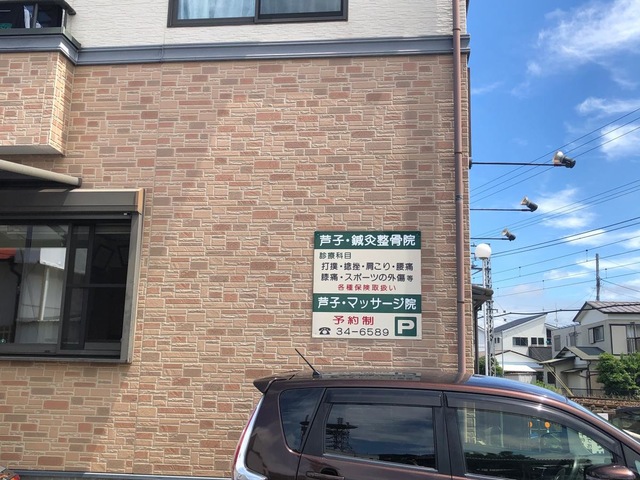 芦子・鍼灸整骨院
診療科目
打撲・捻挫・肩こり・腰痛
膝痛・スポーツの外傷等
各種保険取扱い
芦子・マッサージ院
予約制
☎ 34-6589 P